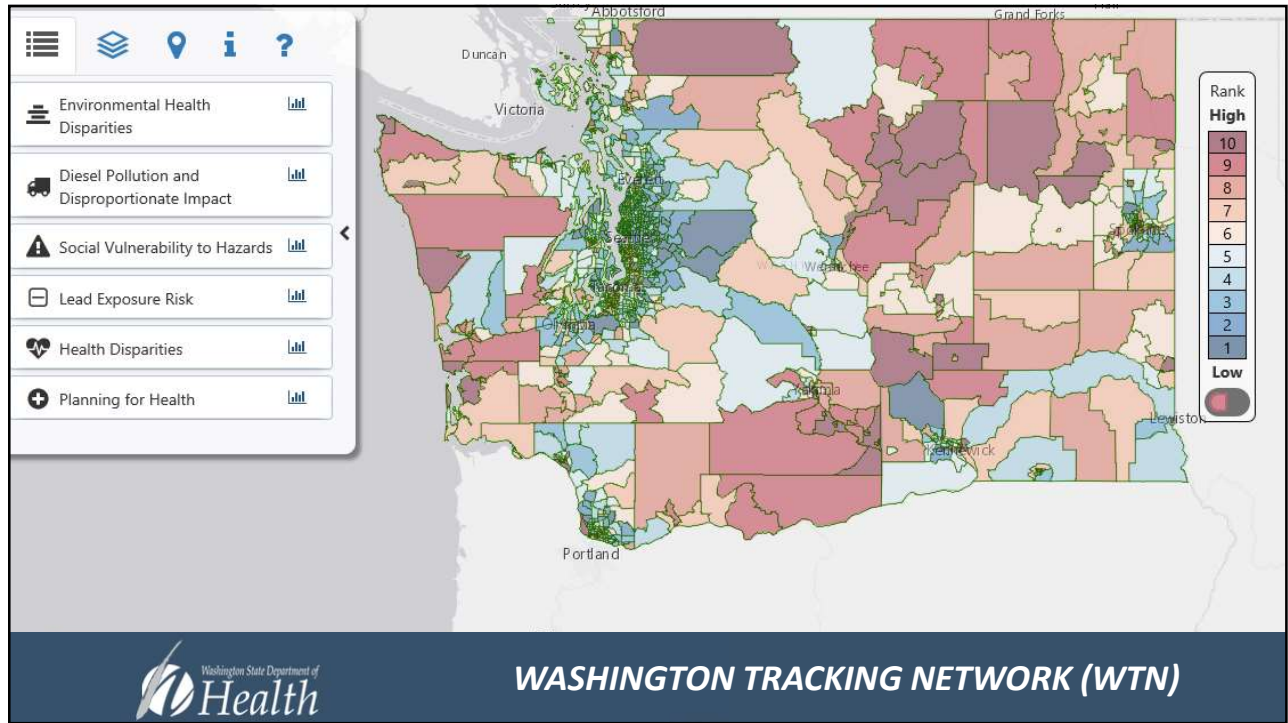 Abbotsford
Grand Forks
Duncan
Victoria
Environmental Health
Disparities
Diesel Pollution and
Disproportionate Impact
Social Vulnerability to Hazards
Lead Exposure Risk
Health Disparities
Planning for Health
Everett
Seattle
Tacoma
Olympia
Wenatchee
Spokane
Yakima
Kennewick
Lewiston
Portland
Rank
High
10
9
8
7
6
5
4
3
2
1
Low
Washington State Department of
Health
WASHINGTON TRACKING NETWORK (WTN)